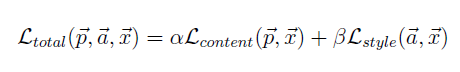 ℒ_total(p⃗, a⃗, x⃗) = αℒ_content(p⃗, x⃗) + βℒ_style(a⃗, x⃗)